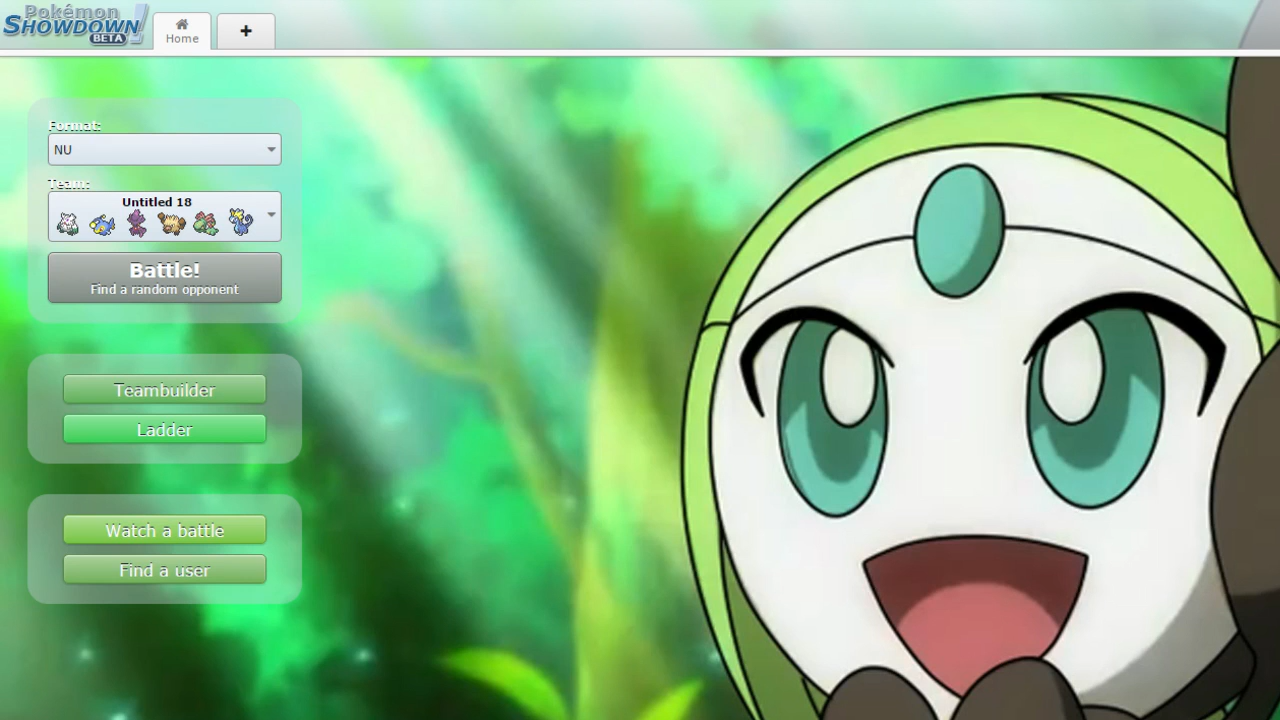 Pokémon
SHOWDOWN!
BETA
Home
+
Format:
NU
Team:
Untitled 18
Battle!
Find a random opponent
Teambuilder
Ladder
Watch a battle
Find a user